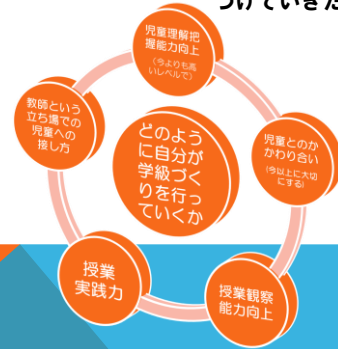 つけていきた
児童理解把
握能力向上
(今よりも高
いレベルで)
教師という
立ち場での
児童への
接し方
どのよう
に自分が
学級づく
りを行っ
ていくか
児童とのか
かわり合い
(今以上に大切
にする)
授業
実践力
授業観察
能力向上